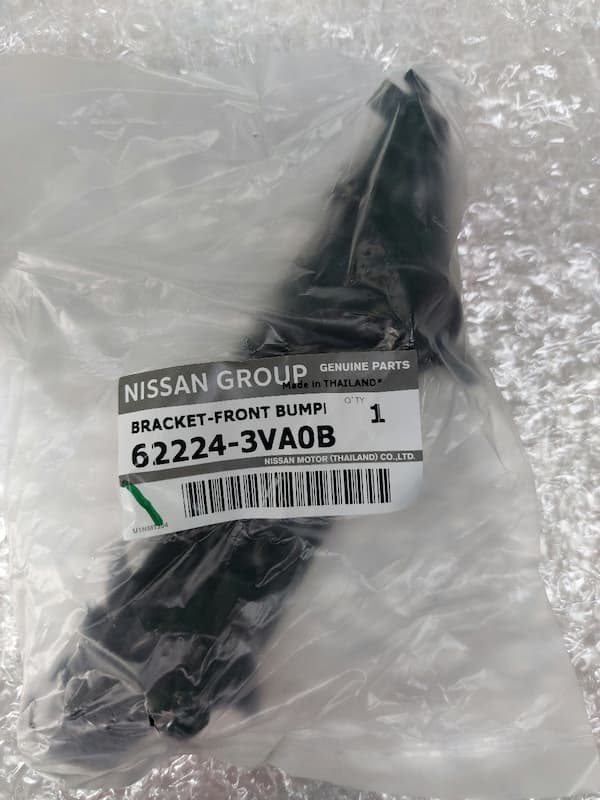 NISSAN GROUP GENUINE PARTS
Made in THAILAND*
BRACKET-FRONT BUMPI Q'TY 1
62224-3VA0B
NISSAN MOTOR (THAILAND) CO.,LTD.